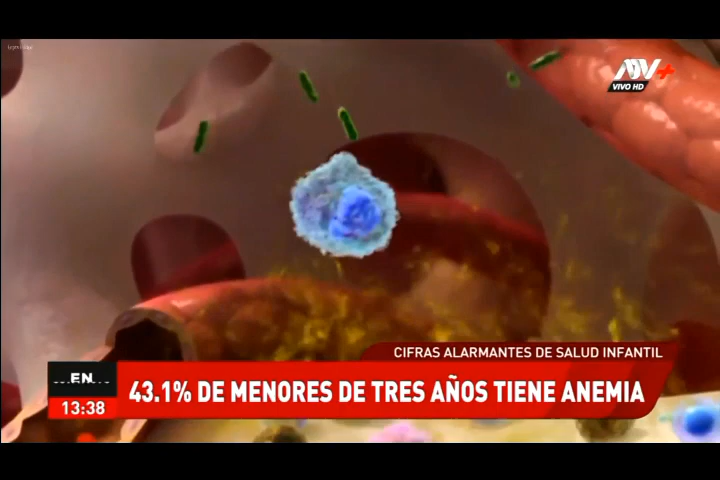 ATV+
VIVO HD
CIFRAS ALARMANTES DE SALUD INFANTIL
EN
43.1% DE MENORES DE TRES AÑOS TIENE ANEMIA
13:38